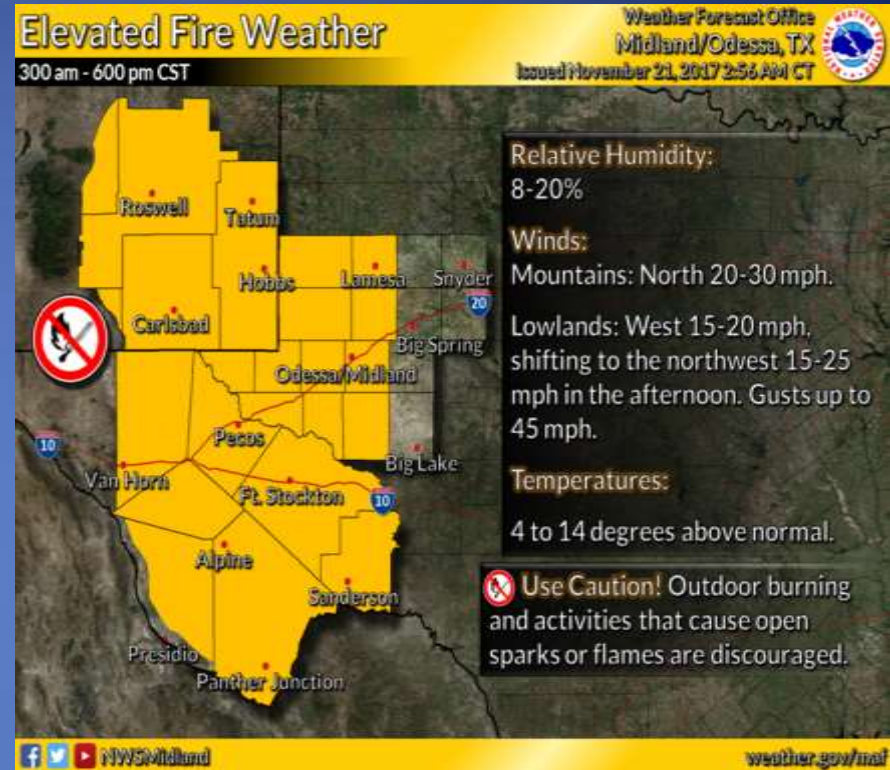 Elevated Fire Weather
300 am - 600 pm CST
Weather Forecast Office
Midland/Odessa, TX
Issued November 21, 2017 2:56 AM CT
Relative Humidity:
8-20%
Winds:
Mountains: North 20-30 mph.
Lowlands: West 15-20 mph,
shifting to the northwest 15-25
mph in the afternoon. Gusts up to
45 mph.
Temperatures:
4 to 14 degrees above normal.
Use Caution! Outdoor burning
and activities that cause open
sparks or flames are discouraged.
Roswell
Tatum
Hobbs
Lamesa
Snyder
20
Carlsbad
Big Spring
Odessa/Midland
Pecos
10
Big Lake
Van Horn
Ft. Stockton
10
Alpine
Sanderson
Presidio
Panther Junction
NWSMidland
weather.gov/maf